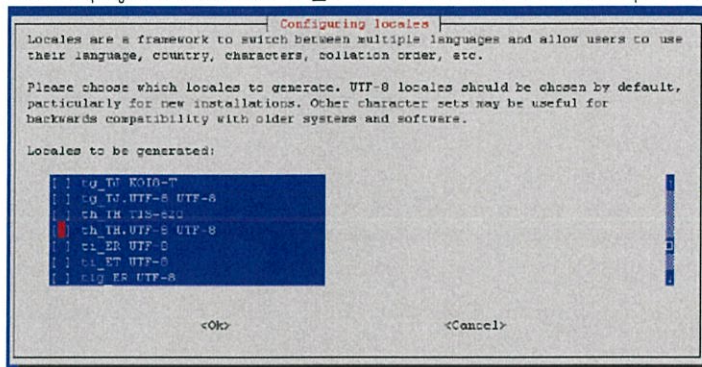 Configuring locales
Locales are a framework to switch between multiple languages and allow users to use
their language, country, characters, collation order, etc.
Please choose which locales to generate. UTF-8 locales should be chosen by default,
particularly for new installations. Other character sets may be useful for
backwards compatibility with older systems and software.
Locales to be generated:
[ ] tg_TJ KOI8-T
[ ] tg_TJ.UTF-8 UTF-8
[ ] th_TH TIS-620
[ ] th_TH.UTF-8 UTF-8
[ ] ti_ER UTF-8
[ ] ti_ET UTF-8
[ ] tig_ER UTF-8
<Ok> <Cancel>